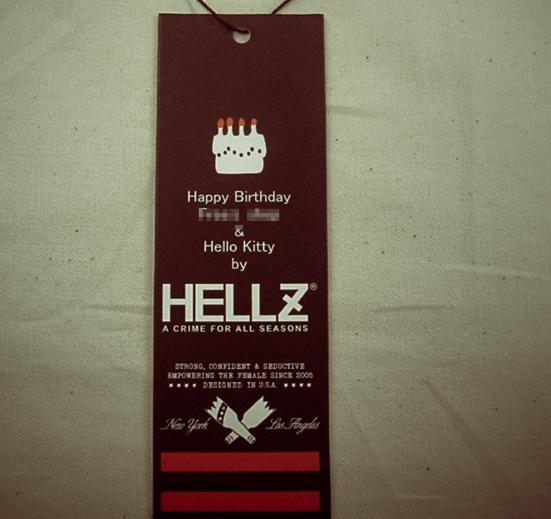 Happy Birthday
&
Hello Kitty
by
HELLZ®
A CRIME FOR ALL SEASONS
STRONG, CONFIDENT & SEDUCTIVE
EMPOWERING THE FEMALE SINCE 2005
**** DESIGNED IN U.S.A. ****
New York Los Angeles